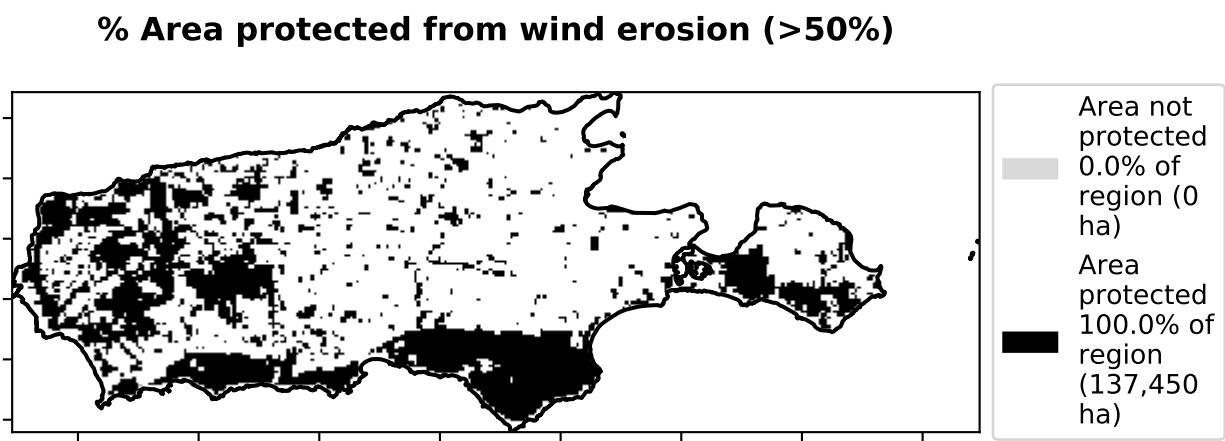 % Area protected from wind erosion (>50%)
Area not
protected
0.0% of
region (0
ha)
Area
protected
100.0% of
region
(137,450
ha)